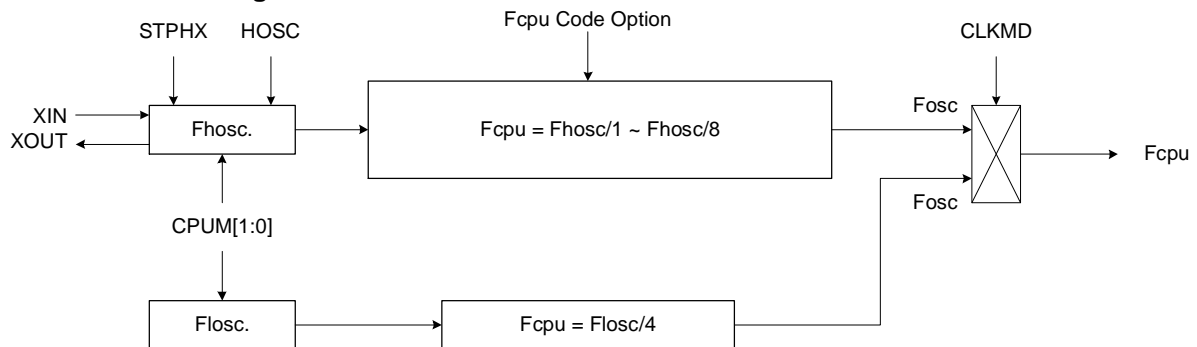 Fcpu Code Option
STPHX
HOSC
CLKMD
XIN
XOUT
Fhosc.
Fcpu = Fhosc/1 ~ Fhosc/8
Fosc
Fcpu
Fosc
CPUM[1:0]
Flosc.
Fcpu = Flosc/4